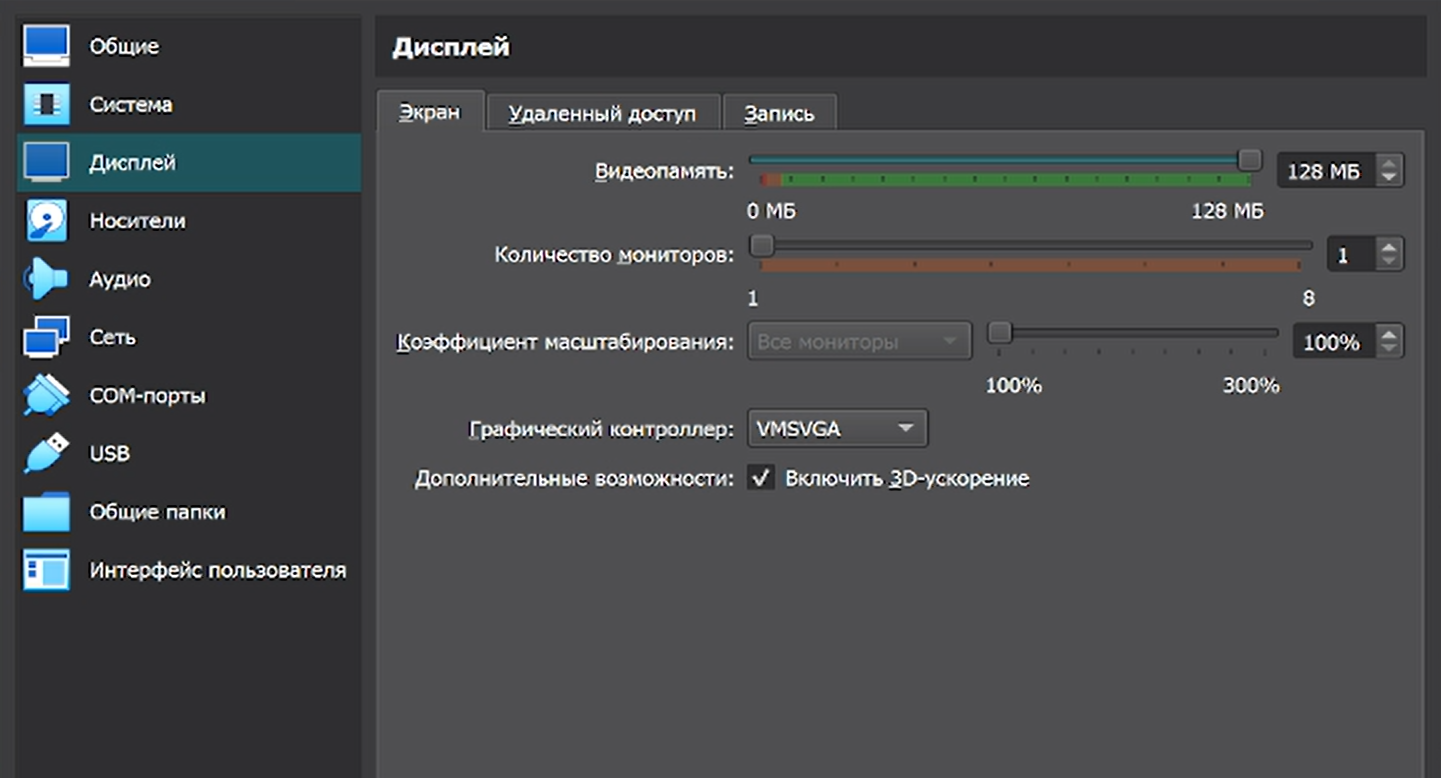 Общие
Система
Дисплей
Носители
Аудио
Сеть
COM-порты
USB
Общие папки
Интерфейс пользователя
Дисплей
Экран Удаленный доступ Запись
Видеопамять: 128 МБ
0 МБ 128 МБ
Количество мониторов: 1
1 8
Коэффициент масштабирования: Все мониторы 100%
100% 300%
Графический контроллер: VMSVGA
Дополнительные возможности: Включить 3D-ускорение